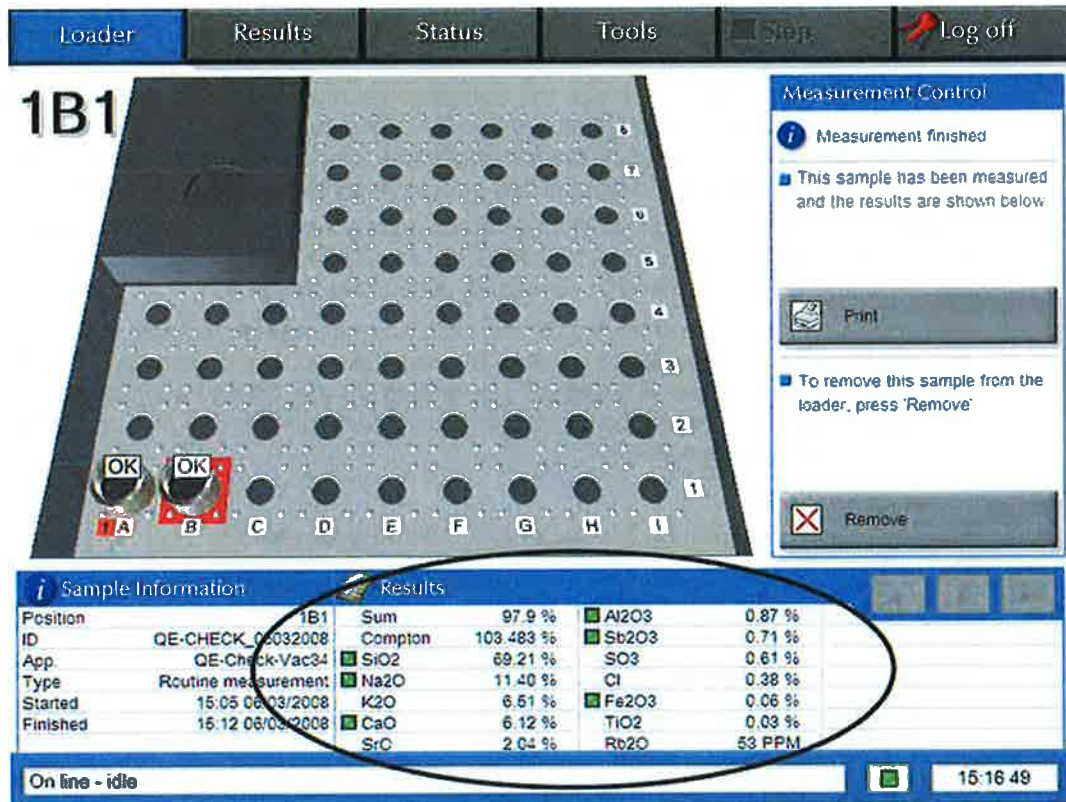 Loader Results Status Tools Stop Log off
1B1
Measurement Control
Measurement finished
This sample has been measured
and the results are shown below
Print
To remove this sample from the
loader, press 'Remove'
Remove
8
7
6
5
4
3
2
1
OK OK
1 A B C D E F G H I
Sample Information
Position 1B1
ID QE-CHECK_06032008
App. QE-Check-Vac34
Type Routine measurement
Started 15:05 06/03/2008
Finished 15:12 06/03/2008
Results
Sum 97.9 % Al2O3 0.87 %
Compton 103.483 % Sb2O3 0.71 %
SiO2 69.21 % SO3 0.61 %
Na2O 11.40 % Cl 0.38 %
K2O 6.51 % Fe2O3 0.06 %
CaO 6.12 % TiO2 0.03 %
SrO 2.04 % Rb2O 53 PPM
On line - idle
15:16 49